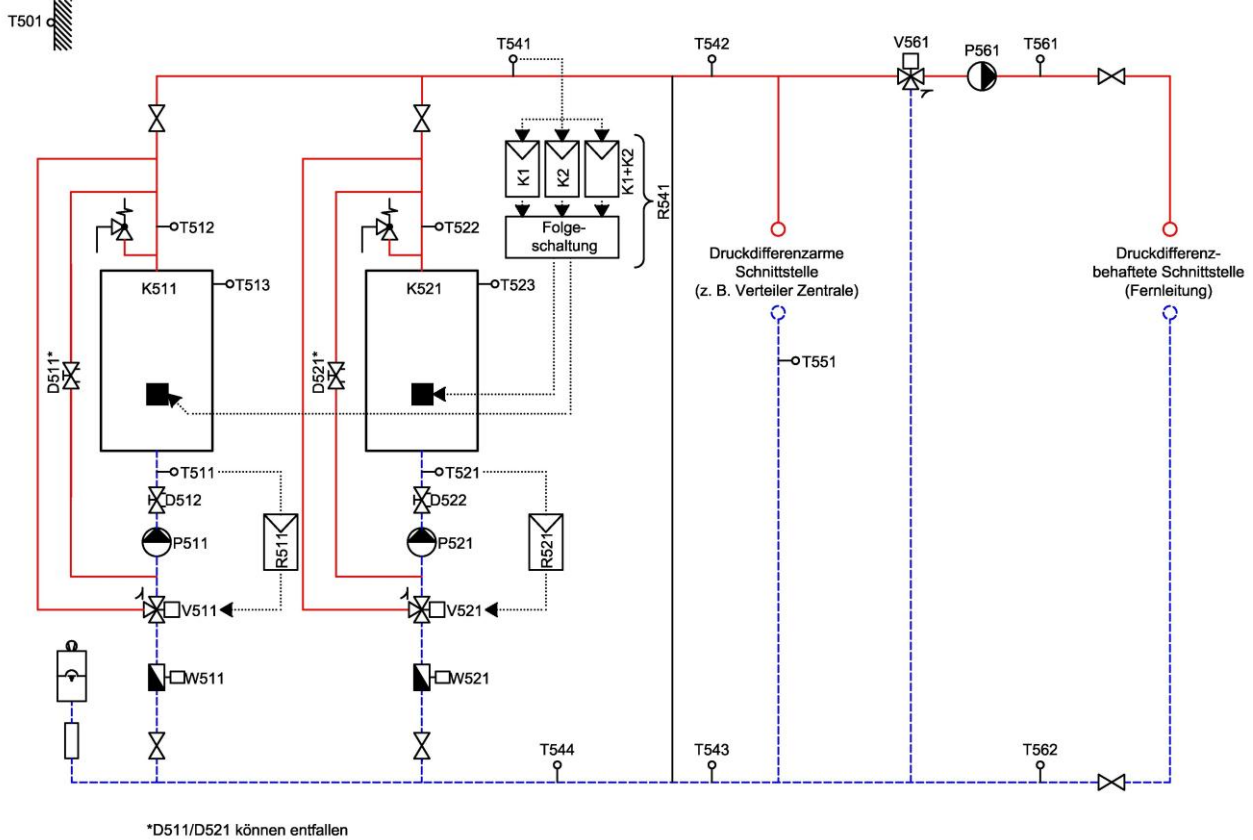 T501
T541
T542
V561
P561
T561
K1
K2
K1+K2
R541
Folge-
schaltung
T512
T522
K511
T513
K521
T523
Druckdifferenzarme
Schnittstelle
(z. B. Verteiler Zentrale)
Druckdifferenz-
behaftete Schnittstelle
(Fernleitung)
T551
D511*
D521*
T511
T521
D512
D522
P511
R511
P521
R521
V511
V521
W511
W521
T544
T543
T562
*D511/D521 können entfallen